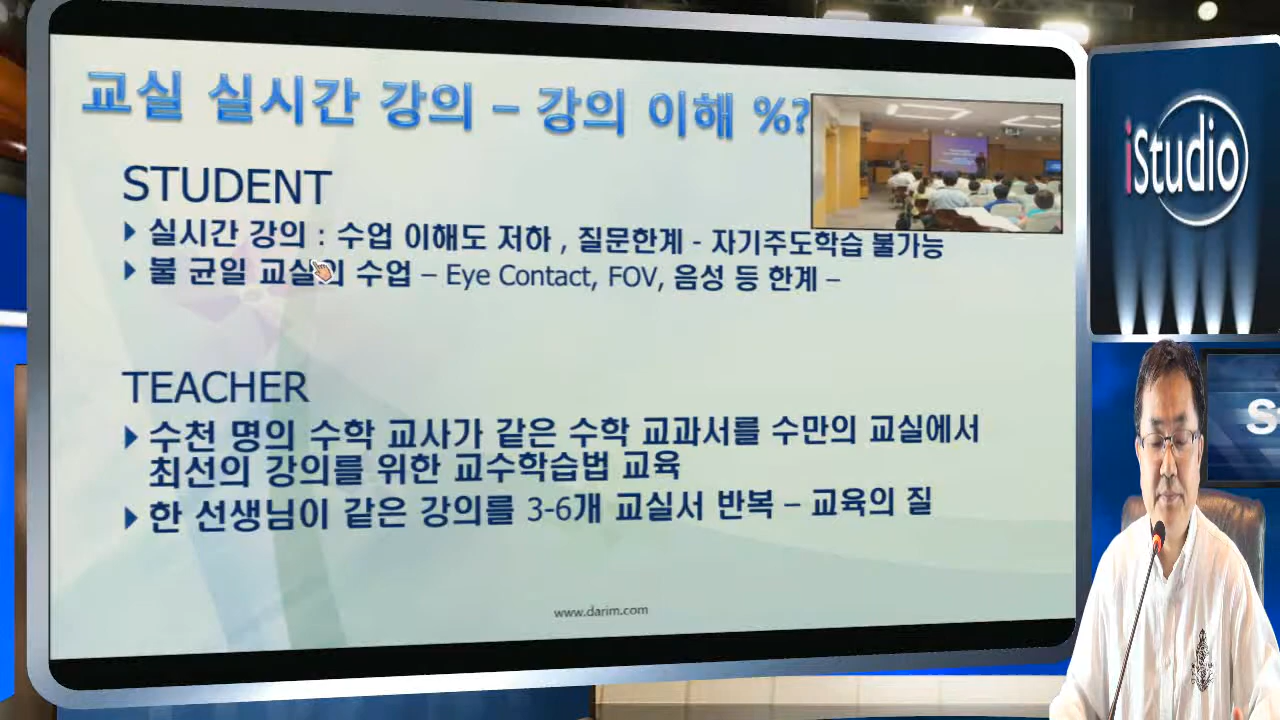 교실 실시간 강의 – 강의 이해 %?
STUDENT
실시간 강의 : 수업 이해도 저하 , 질문한계 - 자기주도학습 불가능
불 균일 교실의 수업 – Eye Contact, FOV, 음성 등 한계 –
TEACHER
수천 명의 수학 교사가 같은 수학 교과서를 수만의 교실에서
최선의 강의를 위한 교수학습법 교육
한 선생님이 같은 강의를 3-6개 교실서 반복 – 교육의 질
www.darim.com
iStudio
S